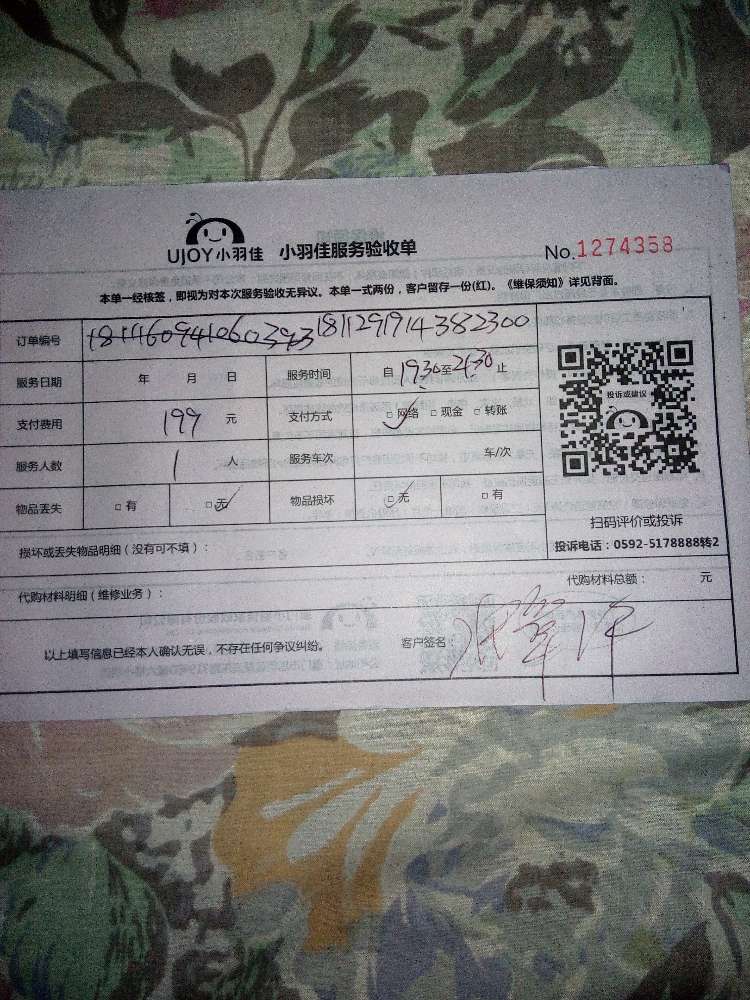 UJOY小羽佳 小羽佳服务验收单 No.1274358
本单一经核签，即视为对本次服务验收无异议。本单一式两份，客户留存一份(红)。《维保须知》详见背面。
订单编号 1811291914382300
服务日期 年 月 日 服务时间 自 1930至2130止
支付费用 199 元 支付方式 □网络 □现金 □转账
投诉或建议
服务人数 1 人 服务车次 车/次
物品丢失 □有 □无 物品损坏 □无 □有
扫码评价或投诉
损坏或丢失物品明细（没有可不填）： 投诉电话：0592-5178888转2
代购材料明细（维修业务）： 代购材料总额： 元
以上填写信息已经本人确认无误，不存在任何争议纠纷。 客户签名：